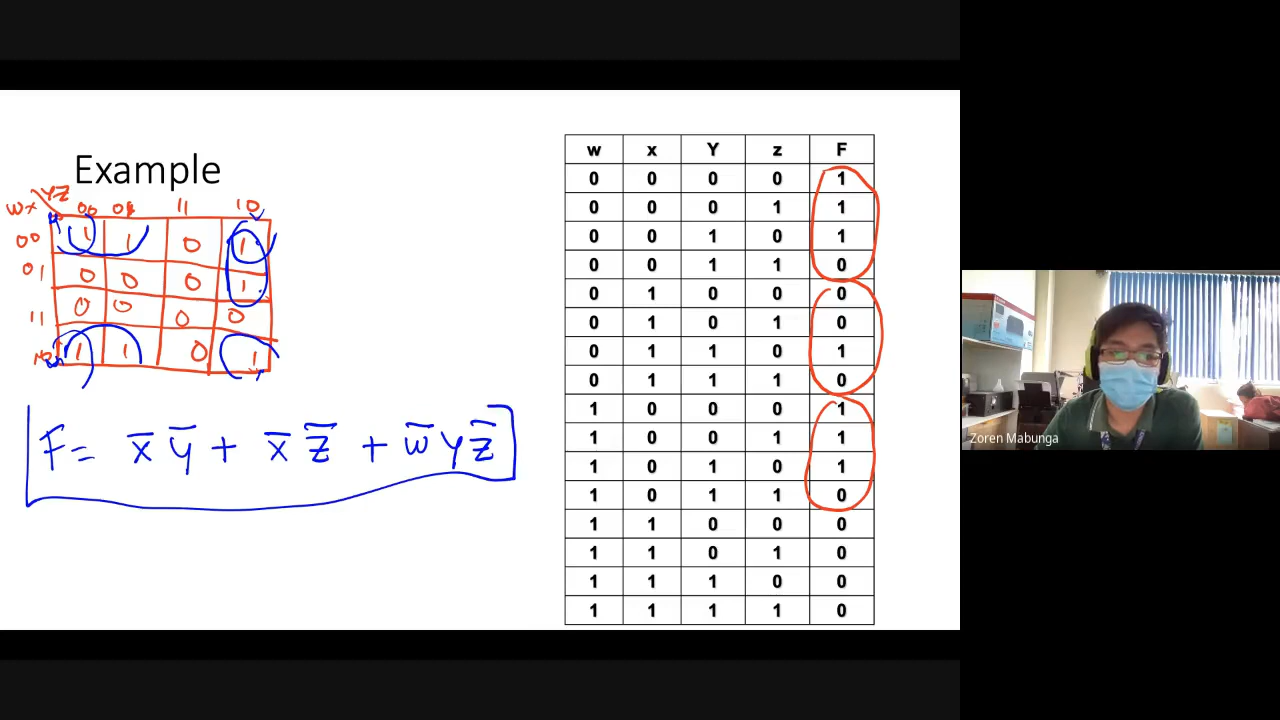 Example
YZ
wx 00 01 11 10
00 1 1 0 1
01 0 0 0 1
11 0 0 0 0
10 1 1 0 1
F = x̅ y̅ + x̅ z̅ + w̅ y z̅
w x Y z F
0 0 0 0 1
0 0 0 1 1
0 0 1 0 1
0 0 1 1 0
0 1 0 0 0
0 1 0 1 0
0 1 1 0 1
0 1 1 1 0
1 0 0 0 1
1 0 0 1 1
1 0 1 0 1
1 0 1 1 0
1 1 0 0 0
1 1 0 1 0
1 1 1 0 0
1 1 1 1 0
Zoren Mabunga